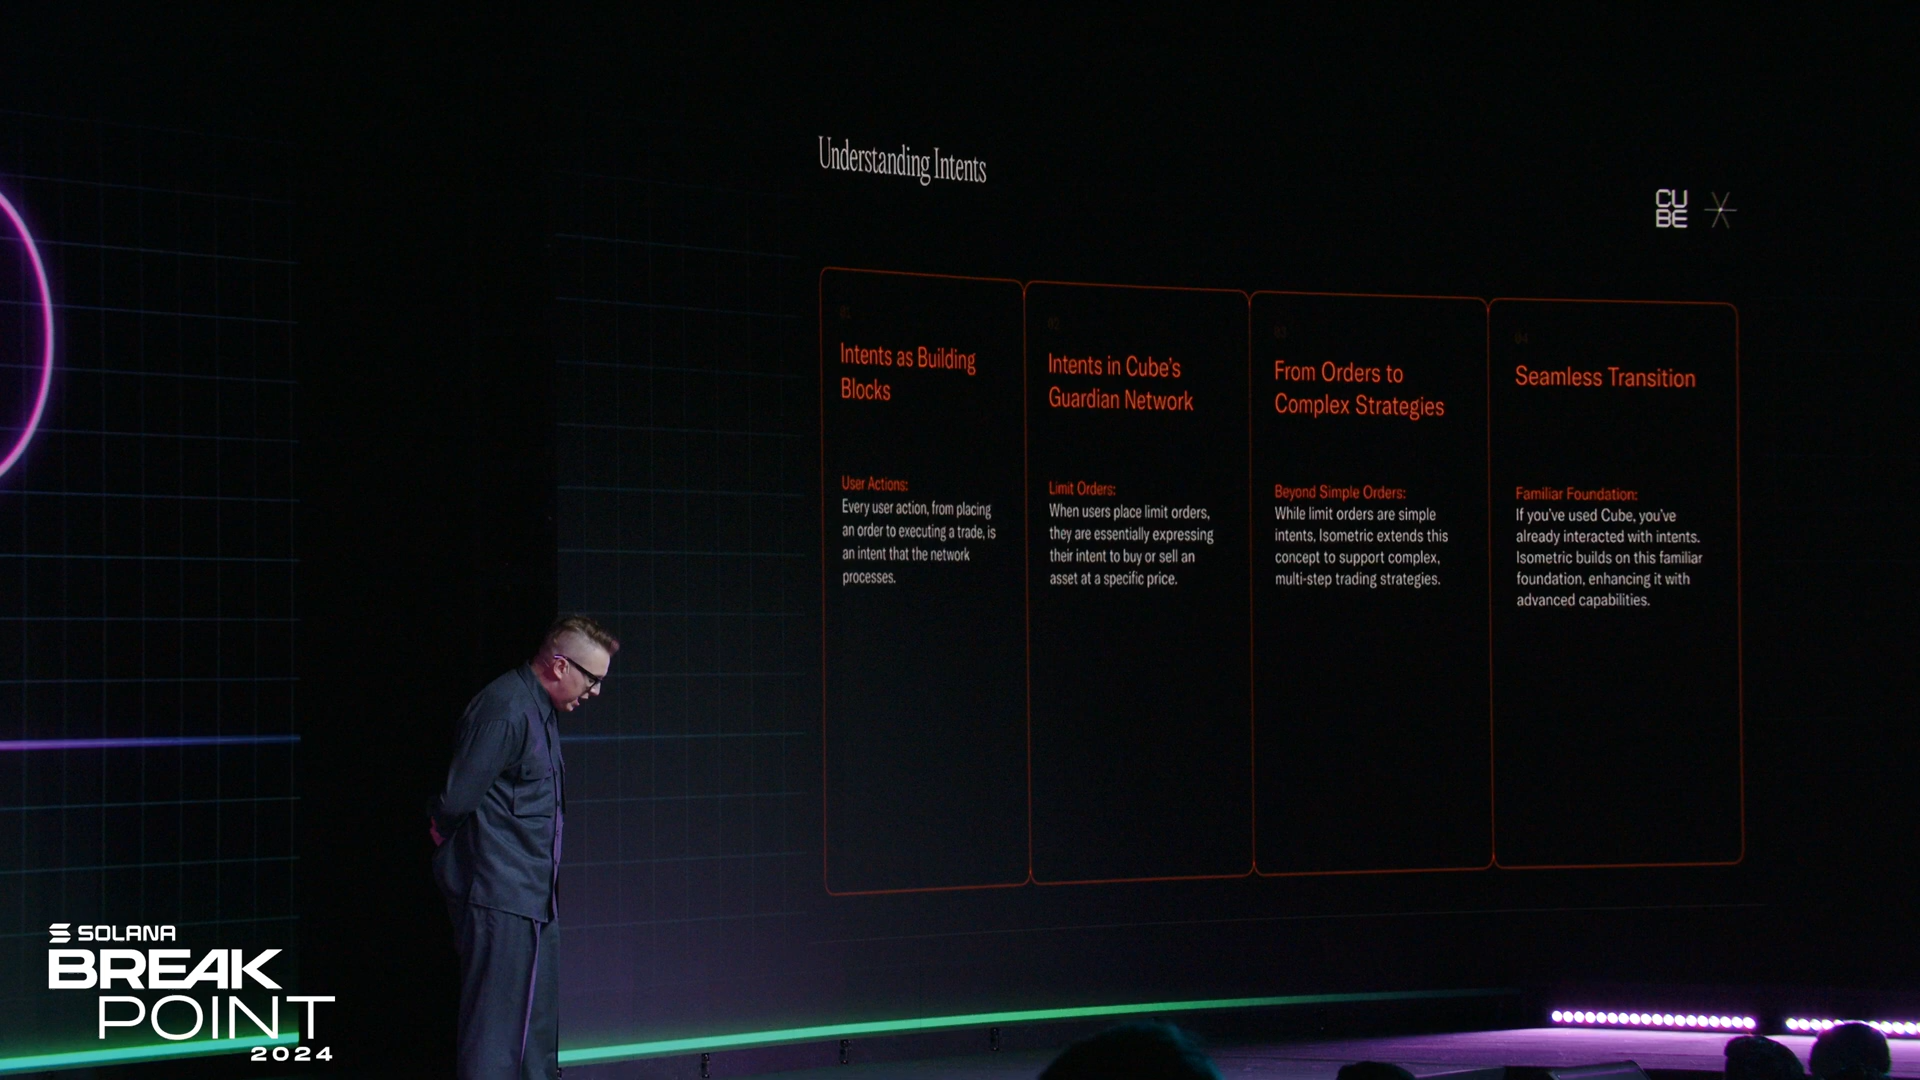 Understanding Intents
CU
BE
01
Intents as Building
Blocks
User Actions:
Every user action, from placing
an order to executing a trade, is
an intent that the network
processes.
02
Intents in Cube's
Guardian Network
Limit Orders:
When users place limit orders,
they are essentially expressing
their intent to buy or sell an
asset at a specific price.
03
From Orders to
Complex Strategies
Beyond Simple Orders:
While limit orders are simple
intents, Isometric extends this
concept to support complex,
multi-step trading strategies.
04
Seamless Transition
Familiar Foundation:
If you've used Cube, you've
already interacted with intents.
Isometric builds on this familiar
foundation, enhancing it with
advanced capabilities.
SOLANA
BREAK
POINT
2024